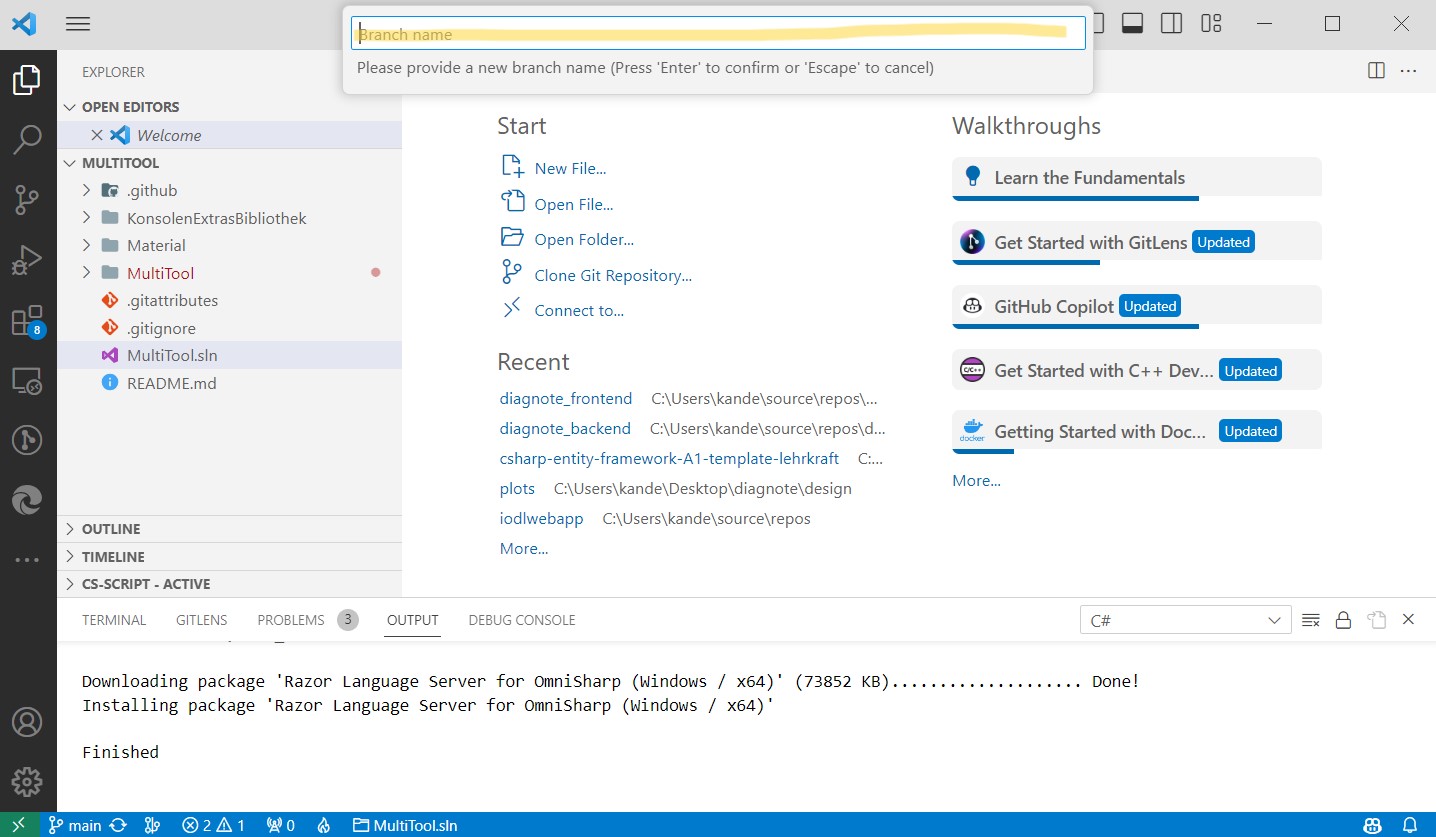 Branch name
Please provide a new branch name (Press 'Enter' to confirm or 'Escape' to cancel)
EXPLORER
OPEN EDITORS
Welcome
MULTITOOL
.github
KonsolenExtrasBibliothek
Material
MultiTool
.gitattributes
.gitignore
MultiTool.sln
README.md
OUTLINE
TIMELINE
CS-SCRIPT - ACTIVE
8
Start
New File...
Open File...
Open Folder...
Clone Git Repository...
Connect to...
Recent
diagnote_frontend C:\Users\kande\source\repos\...
diagnote_backend C:\Users\kande\source\repos\d...
csharp-entity-framework-A1-template-lehrkraft C:...
plots C:\Users\kande\Desktop\diagnote\design
iodlwebapp C:\Users\kande\source\repos
More...
Walkthroughs
Learn the Fundamentals
Get Started with GitLens Updated
GitHub Copilot Updated
C/C++ Get Started with C++ Dev... Updated
docker Getting Started with Doc... Updated
More...
TERMINAL GITLENS PROBLEMS 3 OUTPUT DEBUG CONSOLE C#
Downloading package 'Razor Language Server for OmniSharp (Windows / x64)' (73852 KB).................... Done!
Installing package 'Razor Language Server for OmniSharp (Windows / x64)'
Finished
main 2 1 0 MultiTool.sln